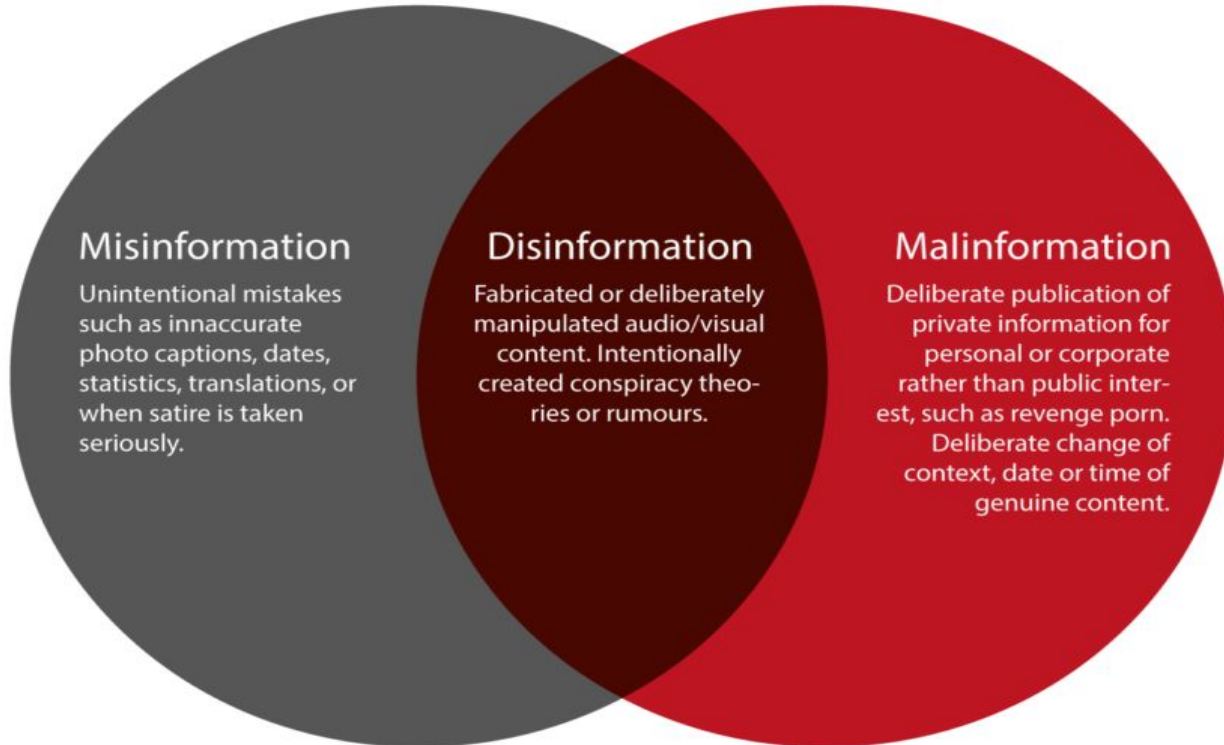 Misinformation
Unintentional mistakes
such as innaccurate
photo captions, dates,
statistics, translations, or
when satire is taken
seriously.
Disinformation
Fabricated or deliberately
manipulated audio/visual
content. Intentionally
created conspiracy theo-
ries or rumours.
Malinformation
Deliberate publication of
private information for
personal or corporate
rather than public inter-
est, such as revenge porn.
Deliberate change of
context, date or time of
genuine content.